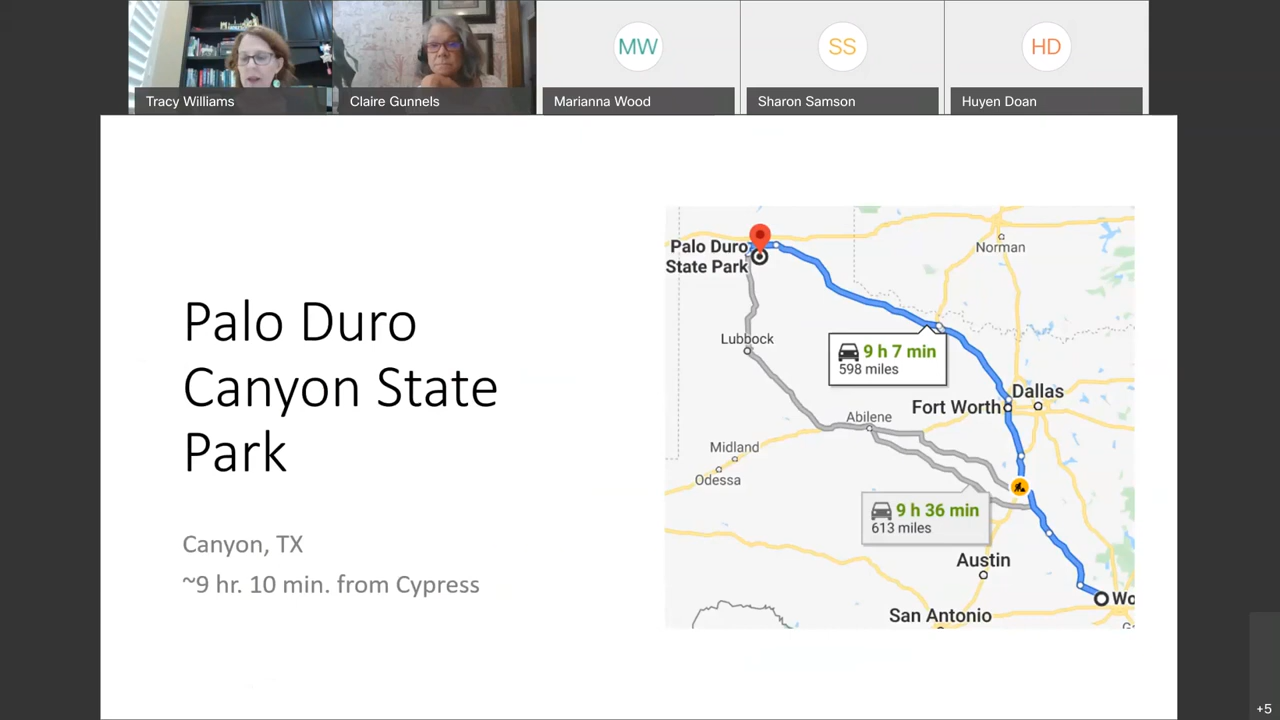 MW
SS
HD
Tracy Williams
Claire Gunnels
Marianna Wood
Sharon Samson
Huyen Doan
Palo Duro
Canyon State
Park
Canyon, TX
~9 hr. 10 min. from Cypress
Palo Duro
State Park
Norman
Lubbock
9 h 7 min
598 miles
Dallas
Fort Worth
Abilene
Midland
Odessa
9 h 36 min
613 miles
Austin
Wo
San Antonio
+5